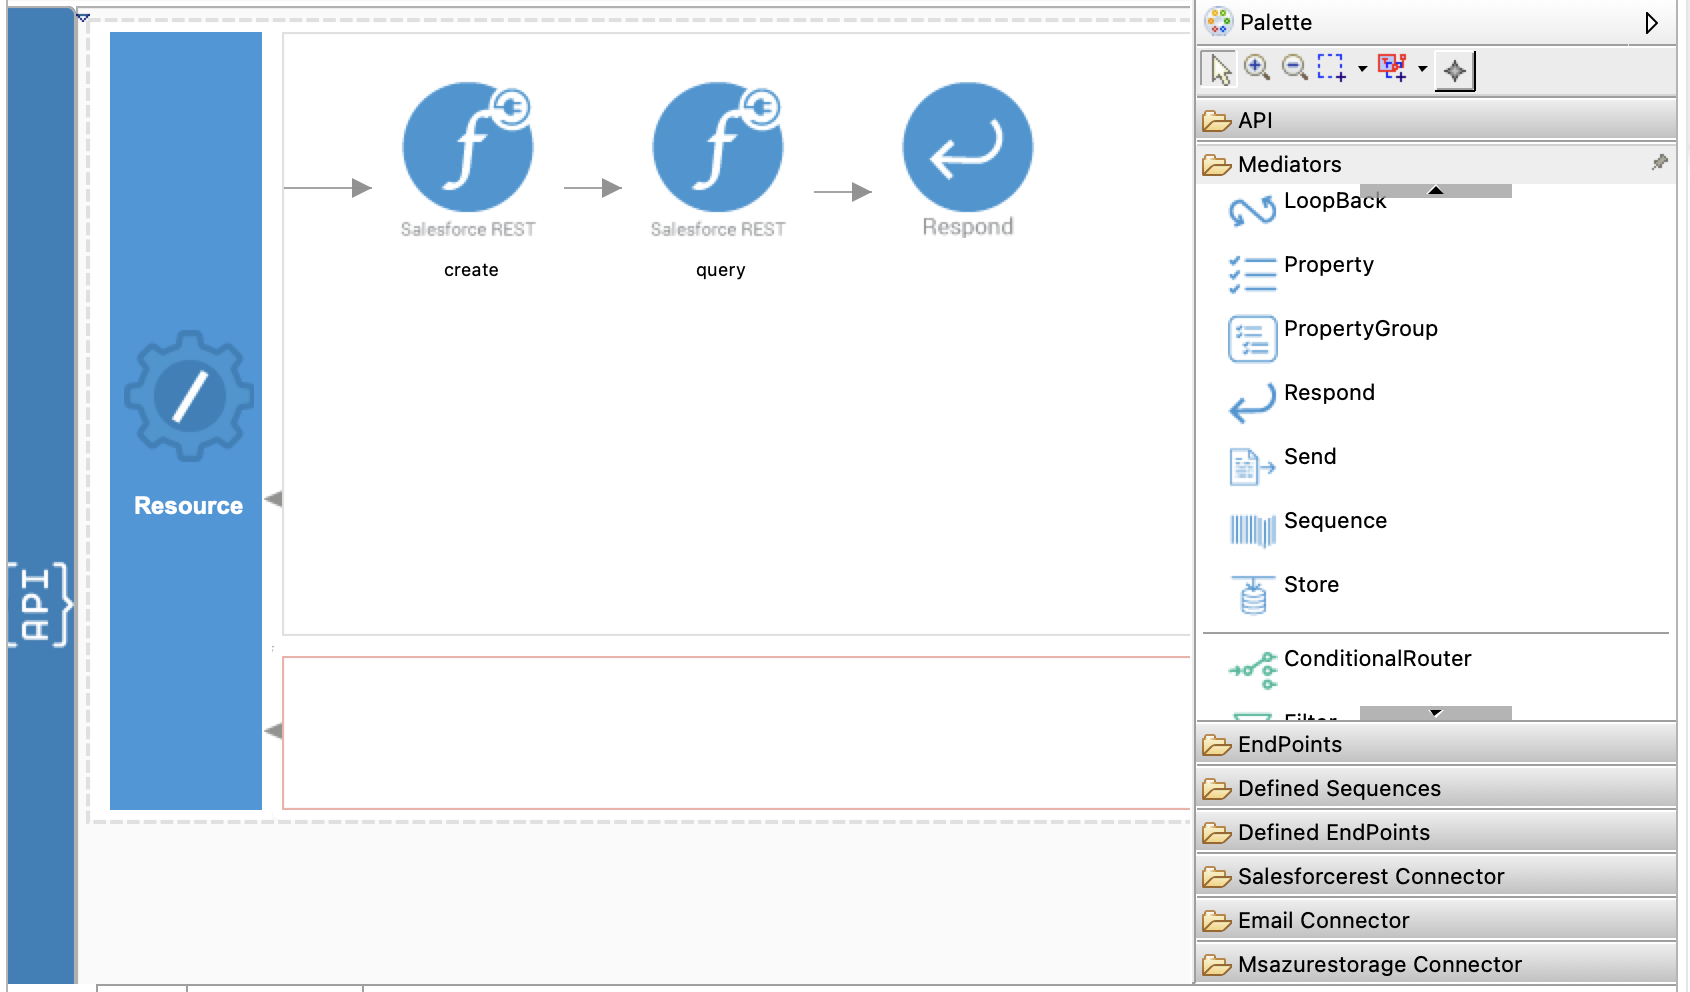 Palette
API
Mediators
LoopBack
Property
PropertyGroup
Respond
Send
Sequence
Store
ConditionalRouter
Filter
EndPoints
Defined Sequences
Defined EndPoints
Salesforcerest Connector
Email Connector
Msazurestorage Connector
Salesforce REST
create
Salesforce REST
query
Respond
Resource
{API}